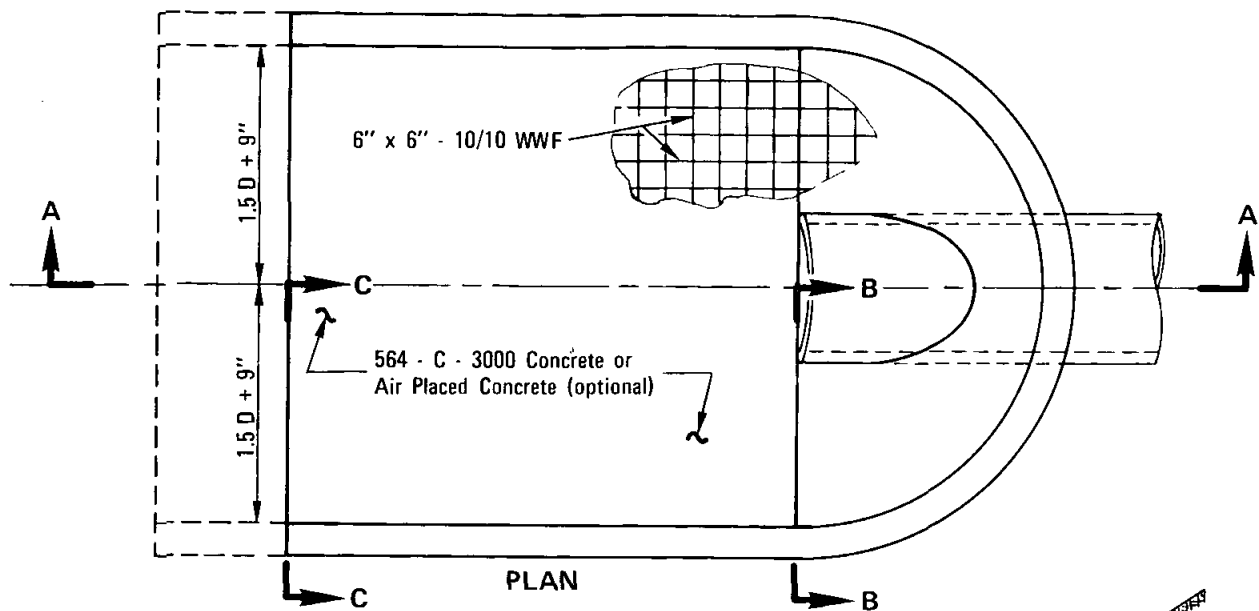 6" x 6" - 10/10 WWF
1.5 D + 9"
A
A
C
B
564 - C - 3000 Concrete or
Air Placed Concrete (optional)
1.5 D + 9"
PLAN
C
B